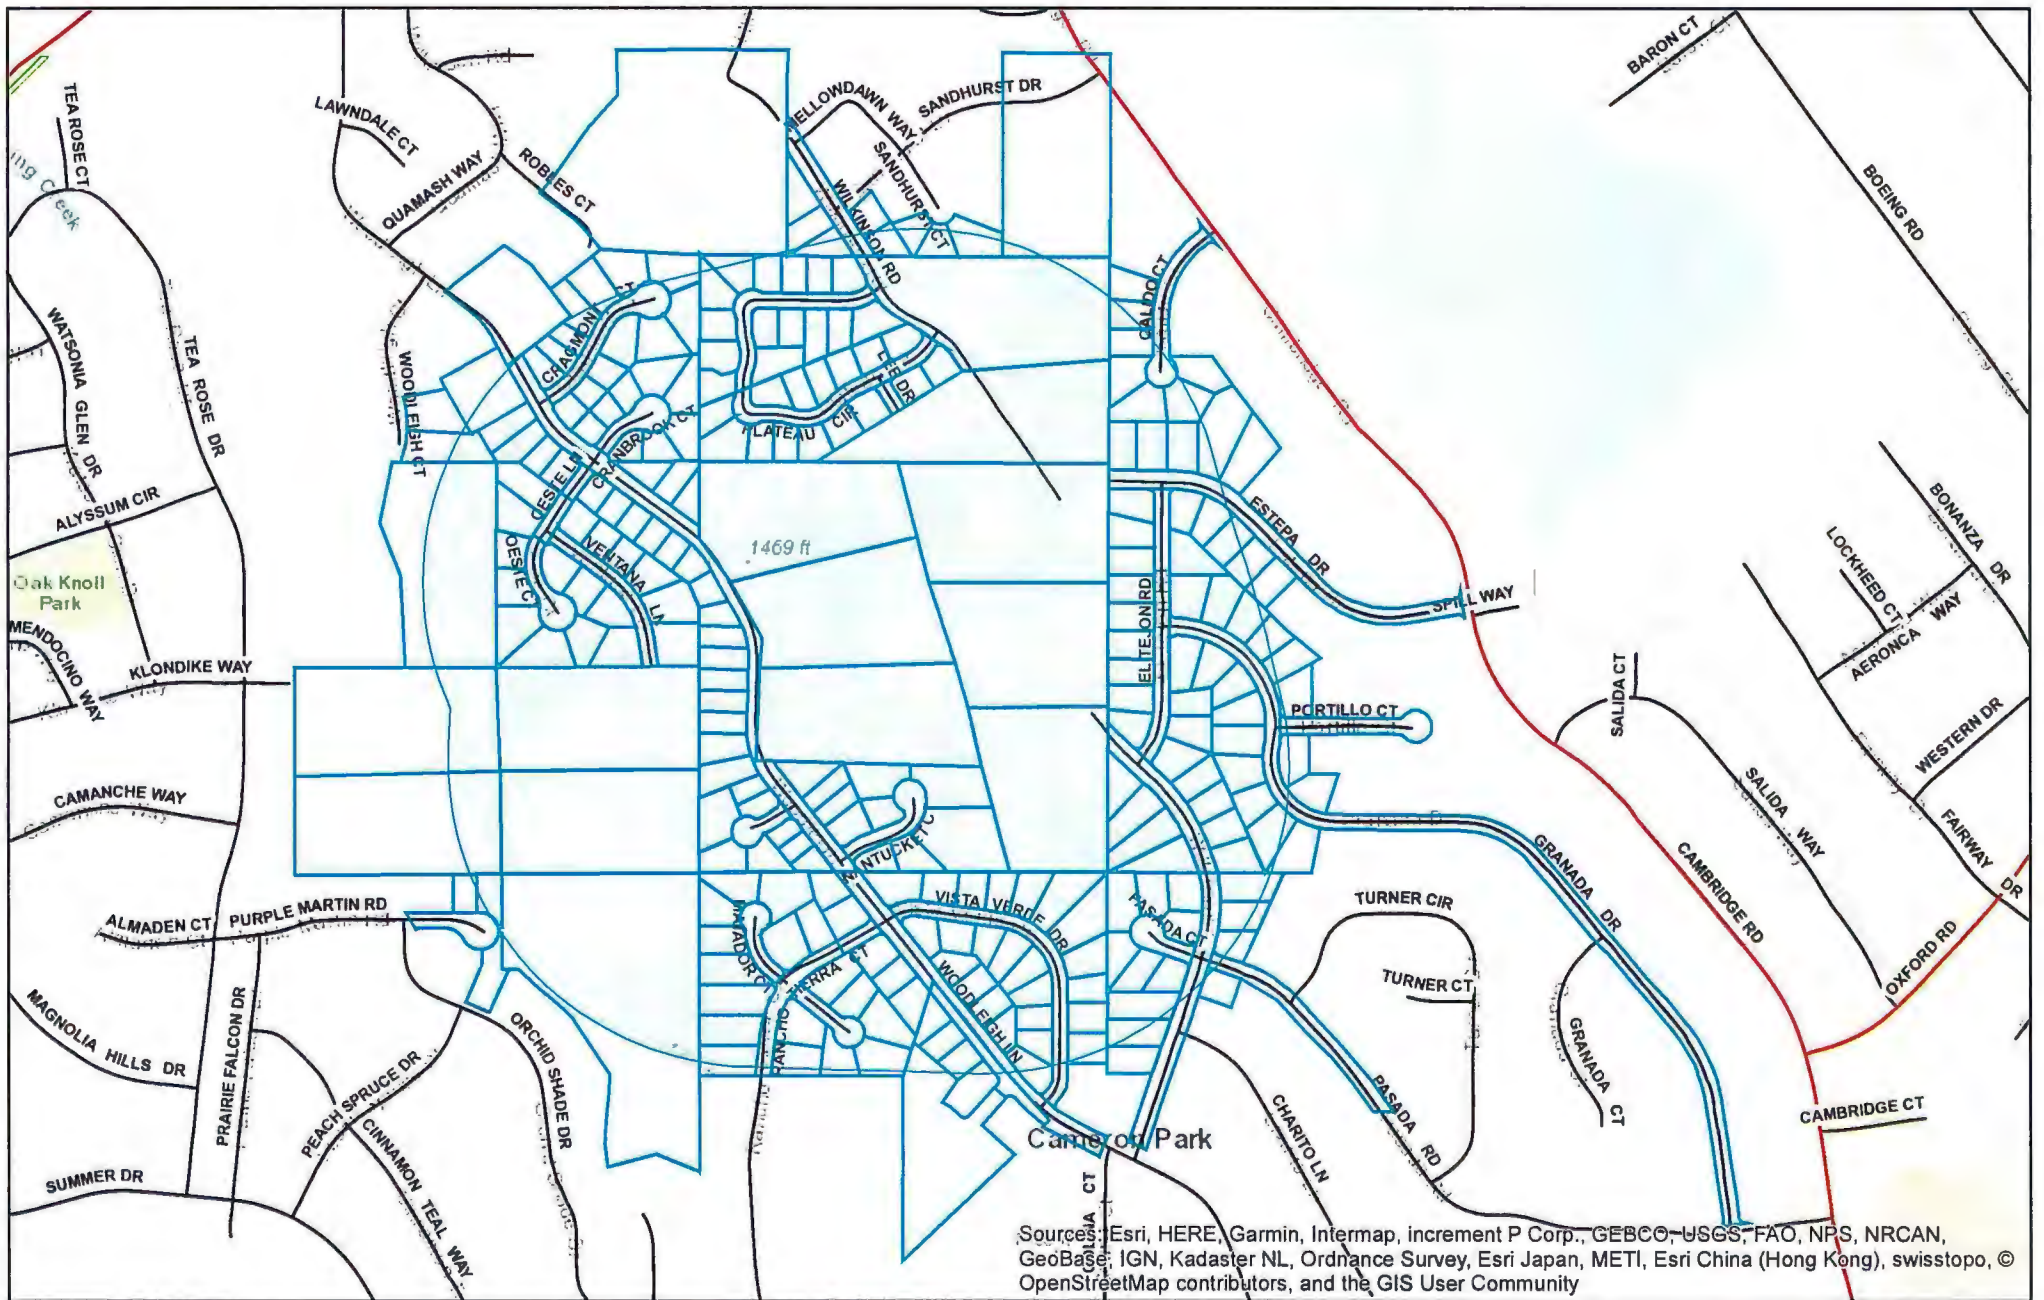 BARON CT
BOEING RD
TEA ROSE CT
LAWNDALE CT
SANDHURST DR
QUAMASH WAY
ROBLES CT
SANDHURST CT
WILKINSON RD
CALIDO CT
WATSONIA GLEN DR
TEA ROSE DR
WOODLEIGH CT
CRAGMONT CT
CRANBROOK CT
LEE DR
PLATEAU CIR
OESTE LN
OESTE CT
VENTANA LN
1469 ft
ALYSSUM CIR
Oak Knoll
Park
MENDOCINO WAY
KLONDIKE WAY
ESTEPA DR
SPILL WAY
BONANZA DR
LOCKHEED CT
AERONCA WAY
WESTERN DR
SALIDA CT
PORTILLO CT
CAMANCHE WAY
SALIDA WAY
FAIRWAY DR
CAMBRIDGE RD
GRANADA DR
OXFORD RD
ALMADEN CT
PURPLE MARTIN RD
VISTA VERDE DR
PASADA CT
TURNER CIR
TURNER CT
MATADOR CT
TIERRA CT
WOODLEIGH LN
MAGNOLIA HILLS DR
PRAIRIE FALCON DR
PEACH SPRUCE DR
ORCHID SHADE DR
CINNAMON TEAL WAY
SUMMER DR
GRANADA CT
CAMBRIDGE CT
Cameron Park
PASADA RD
CHARITO LN
Sources: Esri, HERE, Garmin, Intermap, increment P Corp., GEBCO, USGS, FAO, NPS, NRCAN,
GeoBase, IGN, Kadaster NL, Ordnance Survey, Esri Japan, METI, Esri China (Hong Kong), swisstopo, ©
OpenStreetMap contributors, and the GIS User Community